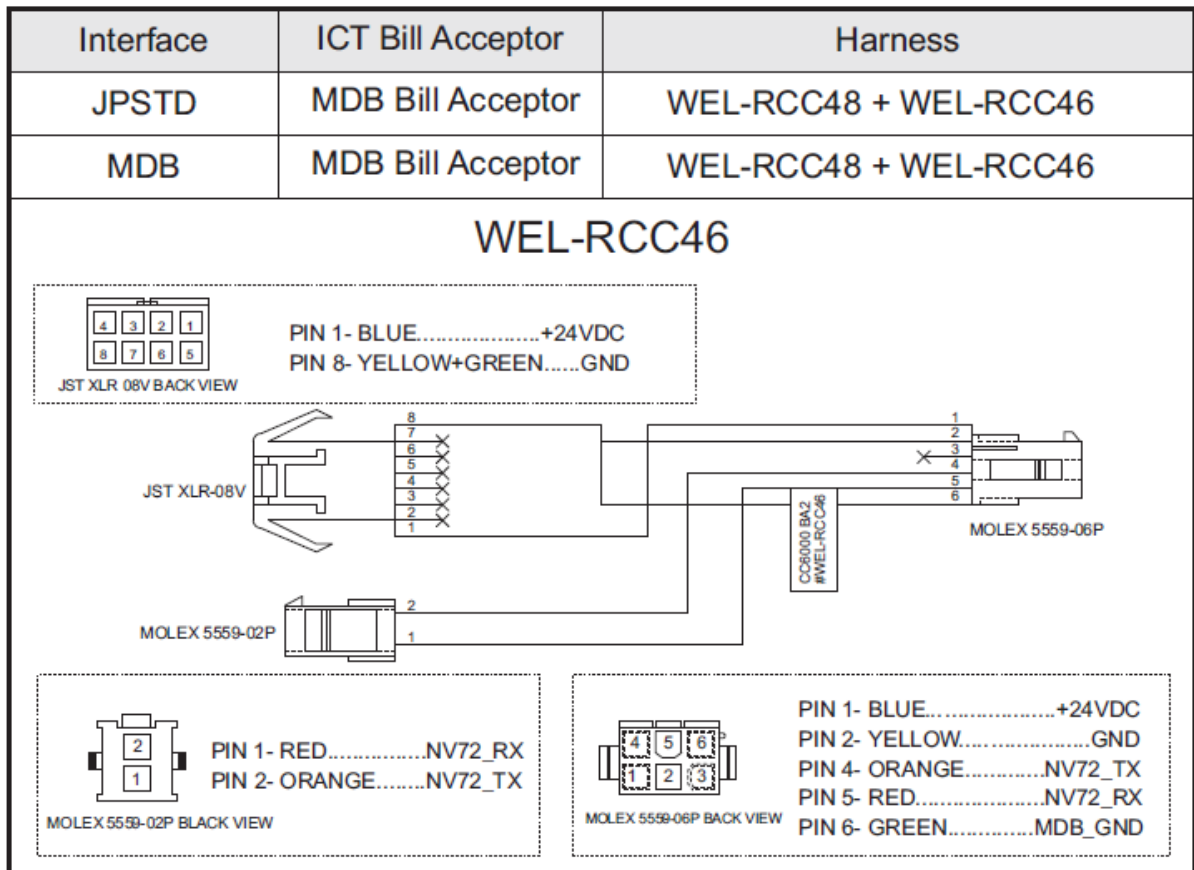 Interface ICT Bill Acceptor Harness
JPSTD MDB Bill Acceptor WEL-RCC48 + WEL-RCC46
MDB MDB Bill Acceptor WEL-RCC48 + WEL-RCC46
WEL-RCC46
4 3 2 1
8 7 6 5
JST XLR 08V BACK VIEW
PIN 1- BLUE....................+24VDC
PIN 8- YELLOW+GREEN......GND
8
7
6
5
4
3
2
1
JST XLR-08V
1
2
3
4
5
6
MOLEX 5559-06P
CC6000 BA2
#WEL-RCC46
MOLEX 5559-02P
2
1
2
1
MOLEX 5559-02P BLACK VIEW
PIN 1- RED................NV72_RX
PIN 2- ORANGE........NV72_TX
4 5 6
1 2 3
MOLEX 5559-06P BACK VIEW
PIN 1- BLUE.....................+24VDC
PIN 2- YELLOW......................GND
PIN 4- ORANGE.............NV72_TX
PIN 5- RED.....................NV72_RX
PIN 6- GREEN..............MDB_GND